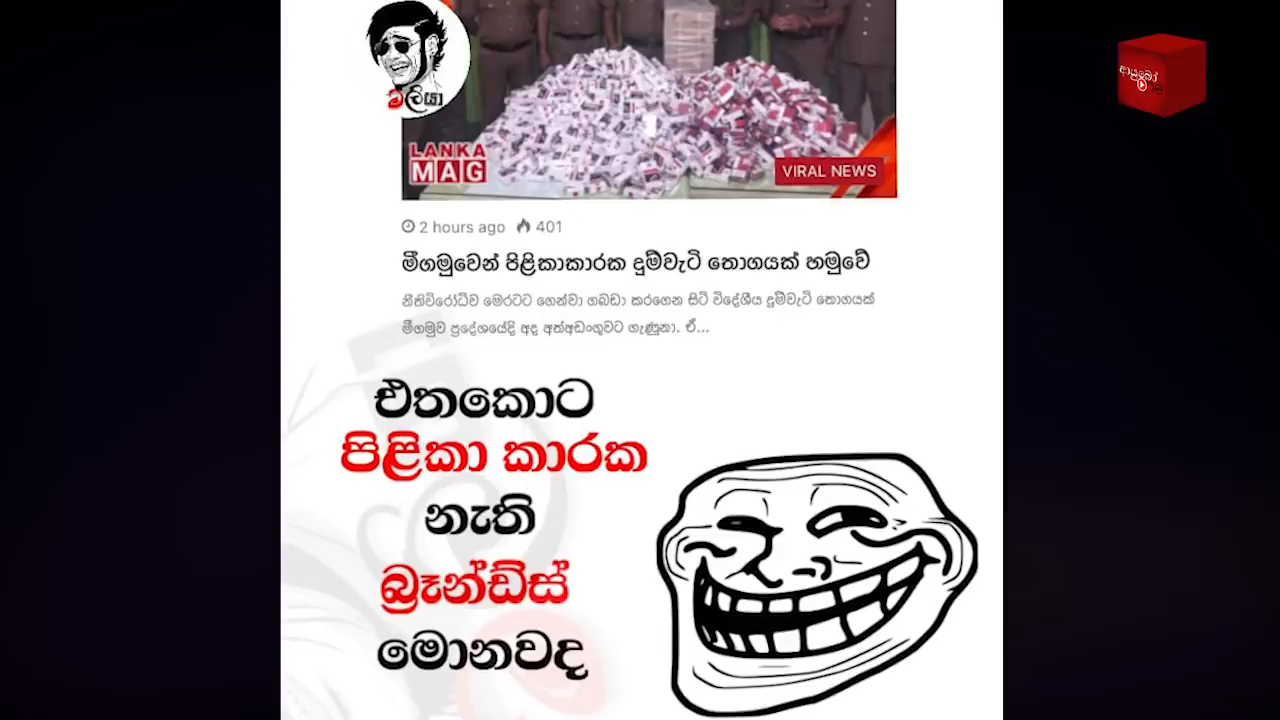 මලියා
ආයුබෝ
LANKA
MAG
VIRAL NEWS
2 hours ago 401
මීගමුවෙන් පිළිකාකාරක දුම්වැටි තොගයක් හමුවේ
නීතිවිරෝධීව මෙරටට ගෙන්වා ගබඩා කරගෙන සිටි විදේශීය දුම්වැටි තොගයක්
මීගමුව ප්‍රදේශයේදි අද අත්අඩංගුවට ගැණුනා. ඒ...
එතකොට
පිළිකා කාරක
නැති
බ්‍රෑන්ඩ්ස්
මොනවද